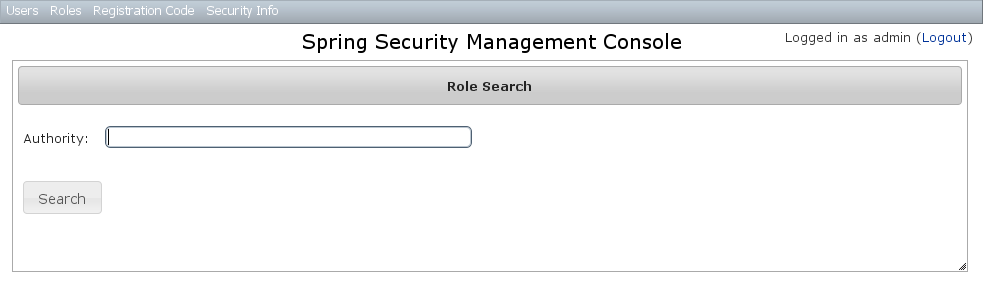 Users Roles Registration Code Security Info
Spring Security Management Console
Logged in as admin (Logout)
Role Search
Authority:
Search